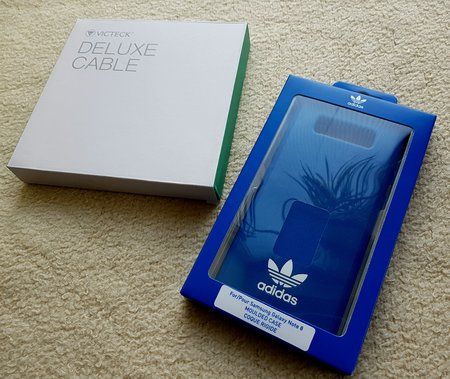 VICTECK
DELUXE
CABLE
adidas
adidas
For/Pour Samsung Galaxy Note 8
MOULDED CASE
COQUE RIGIDE